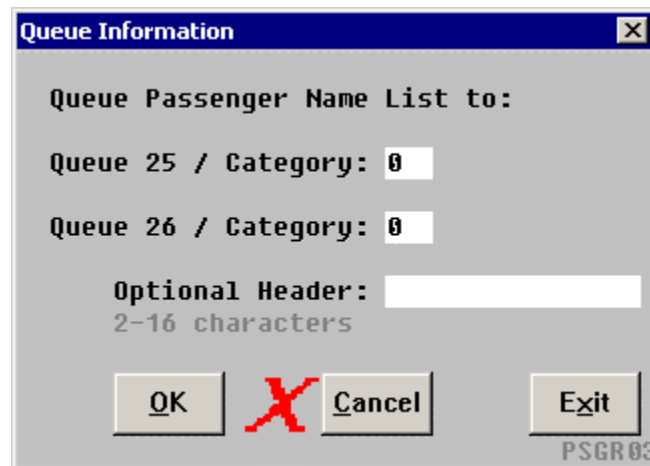 Queue Information
Queue Passenger Name List to:
Queue 25 / Category: 0
Queue 26 / Category: 0
Optional Header:
2-16 characters
OK X Cancel Exit
PSGR03